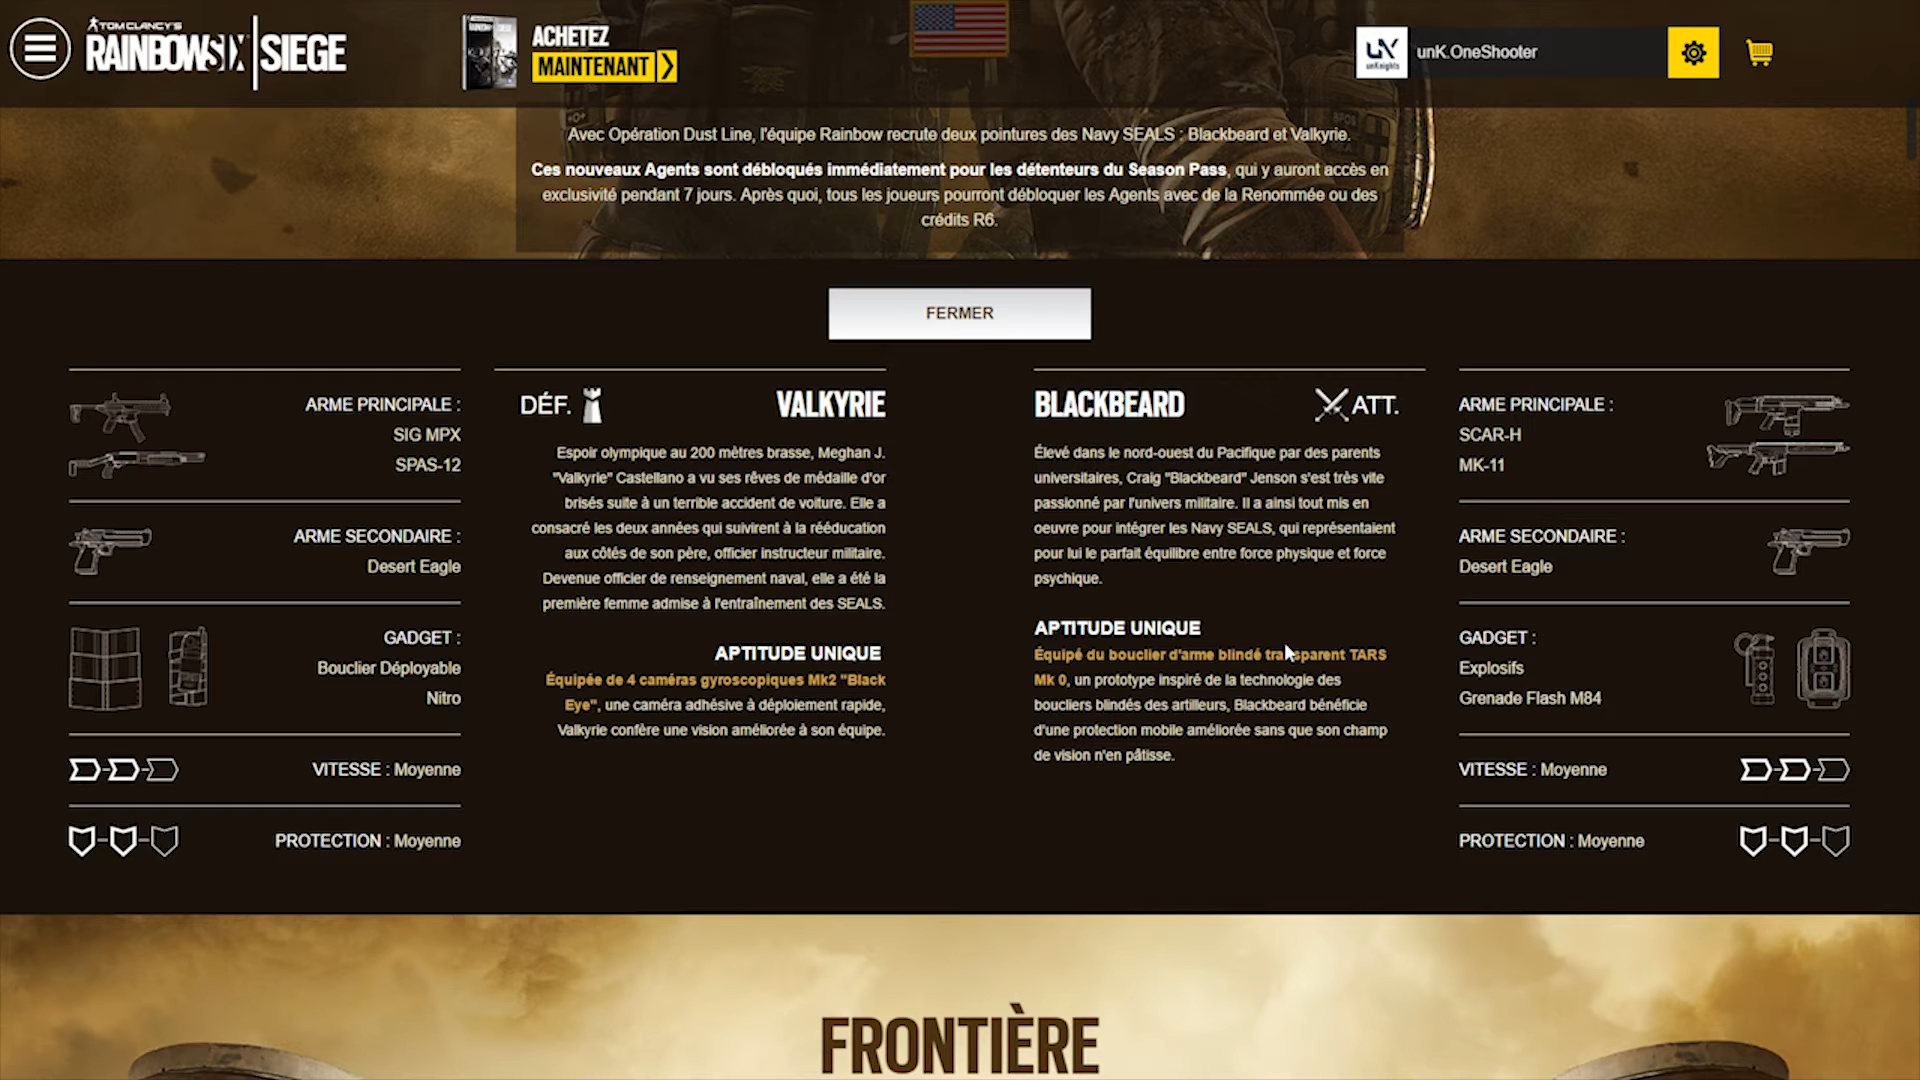 TOM CLANCY'S
RAINBOWSIX | SIEGE
ACHETEZ
MAINTENANT
uN
unKnights
unK.OneShooter
Avec Opération Dust Line, l'équipe Rainbow recrute deux pointures des Navy SEALS : Blackbeard et Valkyrie.
Ces nouveaux Agents sont débloqués immédiatement pour les détenteurs du Season Pass, qui y auront accès en
exclusivité pendant 7 jours. Après quoi, tous les joueurs pourront débloquer les Agents avec de la Renommée ou des
crédits R6.
FERMER
ARME PRINCIPALE :
SIG MPX
SPAS-12
ARME SECONDAIRE :
Desert Eagle
GADGET :
Bouclier Déployable
Nitro
VITESSE : Moyenne
PROTECTION : Moyenne
DÉF. VALKYRIE
Espoir olympique au 200 mètres brasse, Meghan J.
"Valkyrie" Castellano a vu ses rêves de médaille d'or
brisés suite à un terrible accident de voiture. Elle a
consacré les deux années qui suivirent à la rééducation
aux côtés de son père, officier instructeur militaire.
Devenue officier de renseignement naval, elle a été la
première femme admise à l'entraînement des SEALS.
APTITUDE UNIQUE
Équipée de 4 caméras gyroscopiques Mk2 "Black
Eye", une caméra adhésive à déploiement rapide,
Valkyrie confère une vision améliorée à son équipe.
BLACKBEARD ATT.
Élevé dans le nord-ouest du Pacifique par des parents
universitaires, Craig "Blackbeard" Jenson s'est très vite
passionné par l'univers militaire. Il a ainsi tout mis en
oeuvre pour intégrer les Navy SEALS, qui représentaient
pour lui le parfait équilibre entre force physique et force
psychique.
APTITUDE UNIQUE
Équipé du bouclier d'arme blindé transparent TARS
Mk 0, un prototype inspiré de la technologie des
boucliers blindés des artilleurs, Blackbeard bénéficie
d'une protection mobile améliorée sans que son champ
de vision n'en pâtisse.
ARME PRINCIPALE :
SCAR-H
MK-11
ARME SECONDAIRE :
Desert Eagle
GADGET :
Explosifs
Grenade Flash M84
VITESSE : Moyenne
PROTECTION : Moyenne
FRONTIÈRE